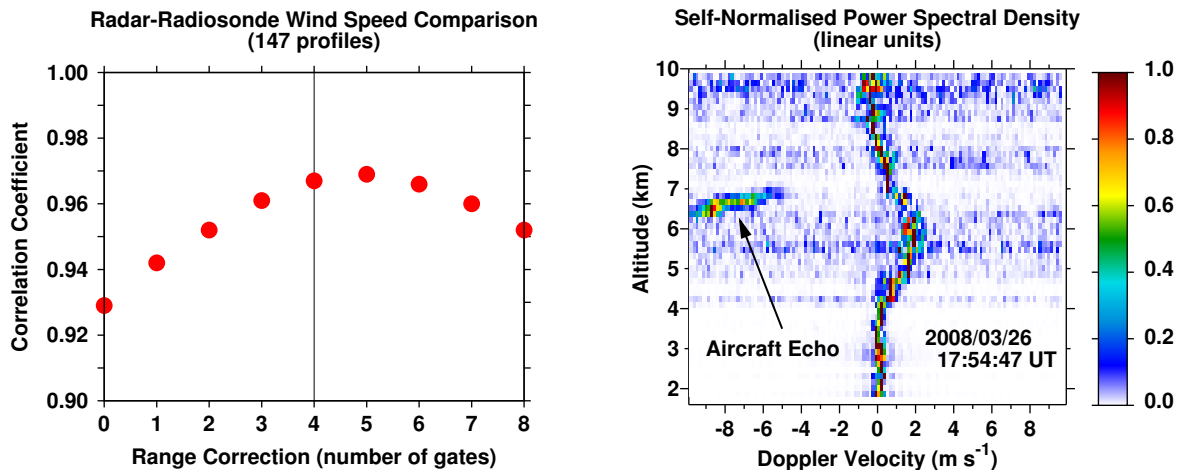 Radar-Radiosonde Wind Speed Comparison
(147 profiles)
1.00
0.98
0.96
0.94
0.92
0.90
Correlation Coefficient
0 1 2 3 4 5 6 7 8
Range Correction (number of gates)
Self-Normalised Power Spectral Density
(linear units)
10
9
8
7
6
5
4
3
2
Altitude (km)
Aircraft Echo
2008/03/26
17:54:47 UT
-8 -6 -4 -2 0 2 4 6 8
Doppler Velocity (m s⁻¹)
1.0
0.8
0.6
0.4
0.2
0.0